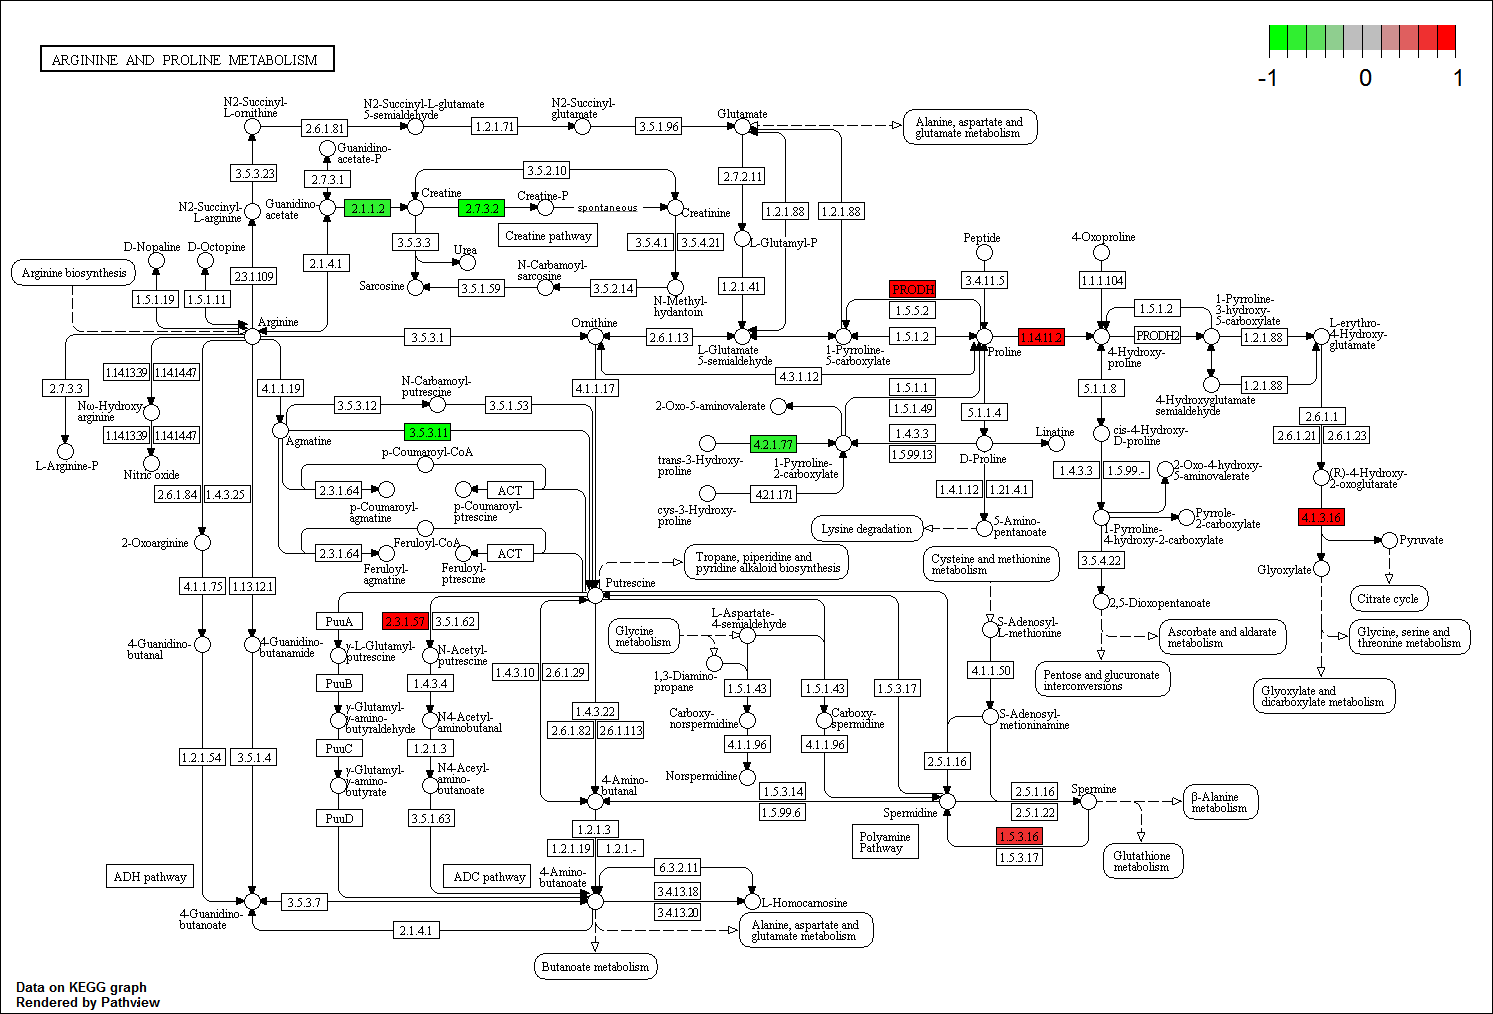 ARGININE AND PROLINE METABOLISM
-1 0 1
N2-Succinyl-
L-ornithine
2.6.1.81
N2-Succinyl-L-glutamate
5-semialdehyde
1.2.1.71
N2-Succinyl-
glutamate
3.5.1.96
Glutamate
Alanine, aspartate and
glutamate metabolism
Guanidino-
acetate-P
3.5.3.23
2.7.3.1
3.5.2.10
2.7.2.11
N2-Succinyl-
L-arginine
Guanidino-
acetate
2.1.1.2
Creatine
2.7.3.2
Creatine-P
spontaneous
Creatinine
1.2.1.88
1.2.1.88
Creatine pathway
3.5.3.3
Urea
3.5.4.1
3.5.4.21
L-Glutamyl-P
Peptide
4-Oxoproline
D-Nopaline
D-Octopine
Arginine biosynthesis
2.3.1.109
2.1.4.1
1.5.1.19
1.5.1.11
Sarcosine
3.5.1.59
N-Carbamoyl-
sarcosine
3.5.2.14
N-Methyl-
hydantoin
1.2.1.41
PRODH
1.5.5.2
3.4.11.5
1.1.1.104
1.5.1.2
1-Pyrroline-
3-hydroxy-
5-carboxylate
Arginine
3.5.3.1
Ornithine
2.6.1.13
L-Glutamate
5-semialdehyde
1.5.1.2
1-Pyrroline-
5-carboxylate
Proline
1.14.11.2
4-Hydroxy-
proline
PRODH2
1.2.1.88
L-erythro-
4-Hydroxy-
glutamate
2.7.3.3
1.14.13.39
1.14.14.47
4.1.1.19
N-Carbamoyl-
putrescine
4.1.1.17
4.3.1.12
1.5.1.1
5.1.1.8
1.2.1.88
4-Hydroxyglutamate
semialdehyde
Nω-Hydroxy-
arginine
3.5.3.12
3.5.1.53
2-Oxo-5-aminovalerate
1.5.1.49
5.1.1.4
2.6.1.1
1.14.13.39
1.14.14.47
Agmatine
3.5.3.11
4.2.1.77
1.4.3.3
1.5.99.13
Linatine
cis-4-Hydroxy-
D-proline
2.6.1.21
2.6.1.23
L-Arginine-P
Nitric oxide
p-Coumaroyl-CoA
trans-3-Hydroxy-
proline
1-Pyrroline-
2-carboxylate
D-Proline
1.4.3.3
1.5.99.-
2-Oxo-4-hydroxy-
5-aminovalerate
(R)-4-Hydroxy-
2-oxoglutarate
2.6.1.84
1.4.3.25
2.3.1.64
ACT
4.2.1.171
1.4.1.12
1.21.4.1
p-Coumaroyl-
agmatine
p-Coumaroyl-
ptrescine
cys-3-Hydroxy-
proline
Lysine degradation
5-Amino-
pentanoate
Pyrrole-
2-carboxylate
4.1.3.16
1-Pyrroline-
4-hydroxy-2-carboxylate
2-Oxoarginine
Feruloyl-CoA
2.3.1.64
ACT
Feruloyl-
agmatine
Feruloyl-
ptrescine
Tropane, piperidine and
pyridine alkaloid biosynthesis
Cysteine and methionine
metabolism
3.5.4.22
Pyruvate
Glyoxylate
4.1.1.75
1.13.12.1
Putrescine
2,5-Dioxopentanoate
Citrate cycle
PuuA
2.3.1.57
3.5.1.62
Glycine
metabolism
L-Aspartate-
4-semialdehyde
S-Adenosyl-
L-methionine
Ascorbate and aldarate
metabolism
Glycine, serine and
threonine metabolism
4-Guanidino-
butanal
4-Guanidino-
butanamide
γ-L-Glutamyl-
putrescine
N-Acetyl-
putrescine
1.4.3.10
2.6.1.29
1,3-Diamino-
propane
4.1.1.50
Pentose and glucuronate
interconversions
PuuB
1.4.3.4
1.5.1.43
1.5.1.43
1.5.3.17
Glyoxylate and
dicarboxylate metabolism
γ-Glutamyl-
γ-amino-
butyraldehyde
N4-Acetyl-
aminobutanal
1.4.3.22
2.6.1.82
2.6.1.113
Carboxy-
norspermidine
Carboxy-
spermidine
S-Adenosyl-
metioninamine
1.2.1.54
3.5.1.4
PuuC
1.2.1.3
4.1.1.96
4.1.1.96
2.5.1.16
γ-Glutamyl-
γ-amino-
butyrate
N4-Aceyl-
amino-
butanoate
4-Amino-
butanal
Norspermidine
1.5.3.14
1.5.99.6
Spermidine
2.5.1.16
2.5.1.22
Spermine
β-Alanine
metabolism
PuuD
3.5.1.63
1.2.1.3
1.2.1.19
1.2.1.-
Polyamine
Pathway
1.5.3.16
1.5.3.17
Glutathione
metabolism
ADH pathway
ADC pathway
4-Amino-
butanoate
6.3.2.11
3.4.13.18
3.4.13.20
L-Homocarnosine
4-Guanidino-
butanoate
3.5.3.7
2.1.4.1
Alanine, aspartate and
glutamate metabolism
Butanoate metabolism
Data on KEGG graph
Rendered by Pathview